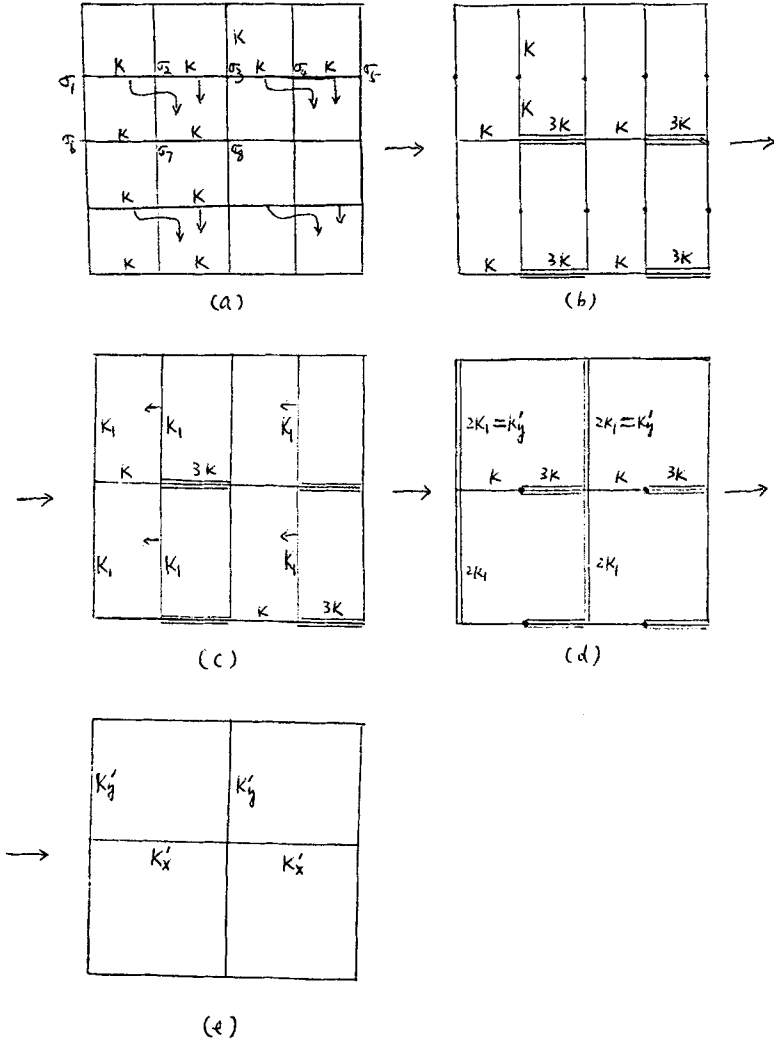 K
K σ₂ K σ₃ K σ₄ K σ₅
σ₁
σ₆ K K
σ₇ σ₈
K K
K K
(a)
K
K
K 3K K 3K
K 3K K 3K
(b)
K₁ K₁ K₁
K 3K
K₁ K₁ K₁
K 3K
(c)
2K₁=K'y 2K₁=K'y
K 3K K 3K
2K₁ 2K₁
(d)
K'y K'y
K'x K'x
(e)